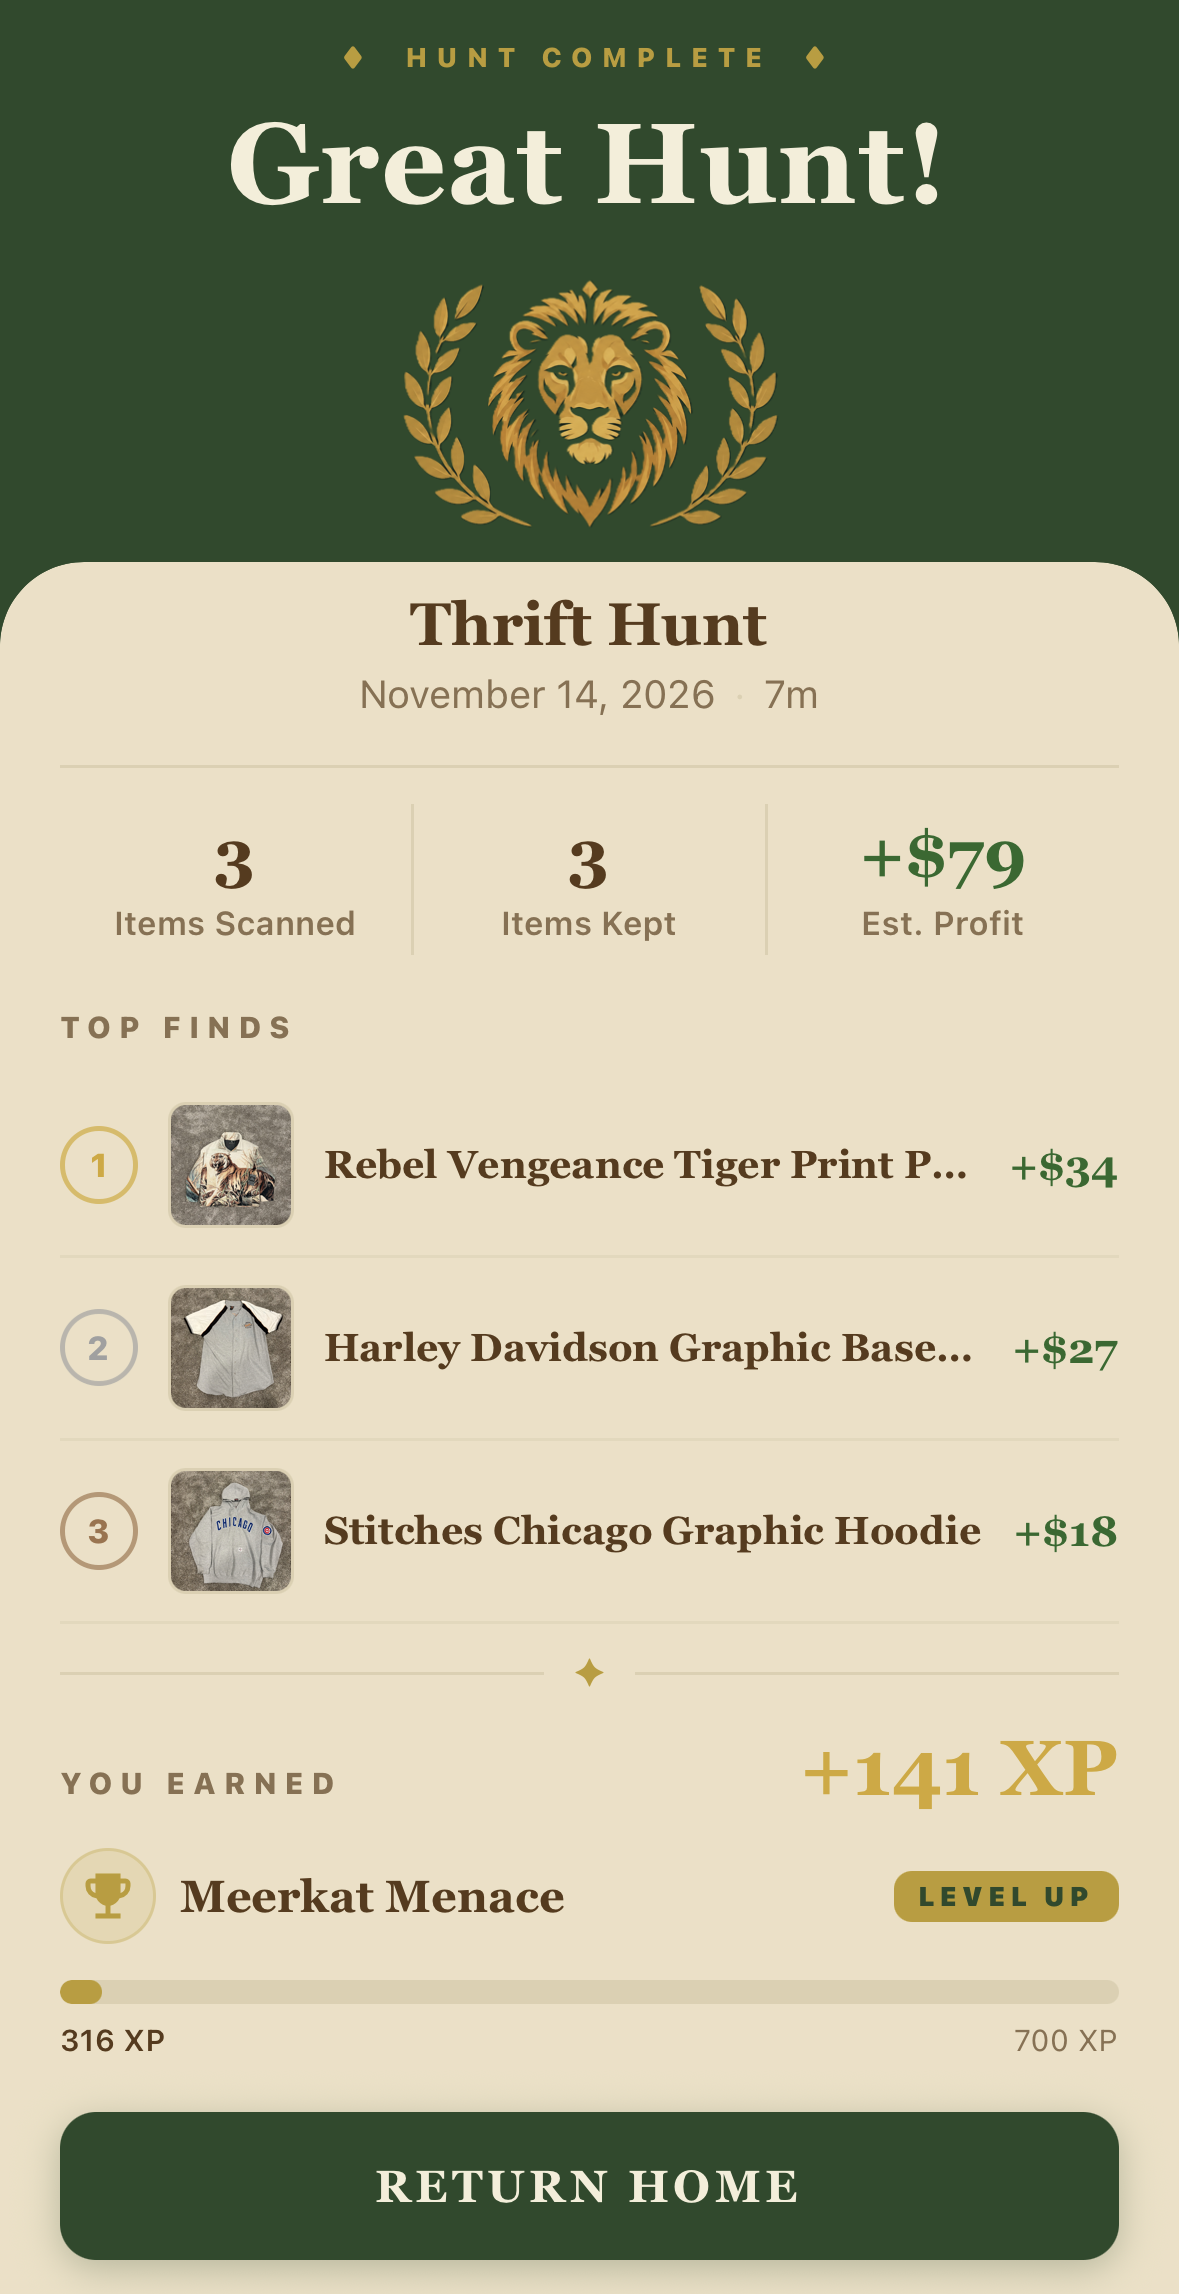 HUNT COMPLETE
Great Hunt!
Thrift Hunt
November 14, 2026 · 7m
3
Items Scanned
3
Items Kept
+$79
Est. Profit
TOP FINDS
1
Rebel Vengeance Tiger Print P...
+$34
2
Harley Davidson Graphic Base...
+$27
3
CHICAGO
Stitches Chicago Graphic Hoodie
+$18
YOU EARNED
+141 XP
Meerkat Menace
LEVEL UP
316 XP
700 XP
RETURN HOME